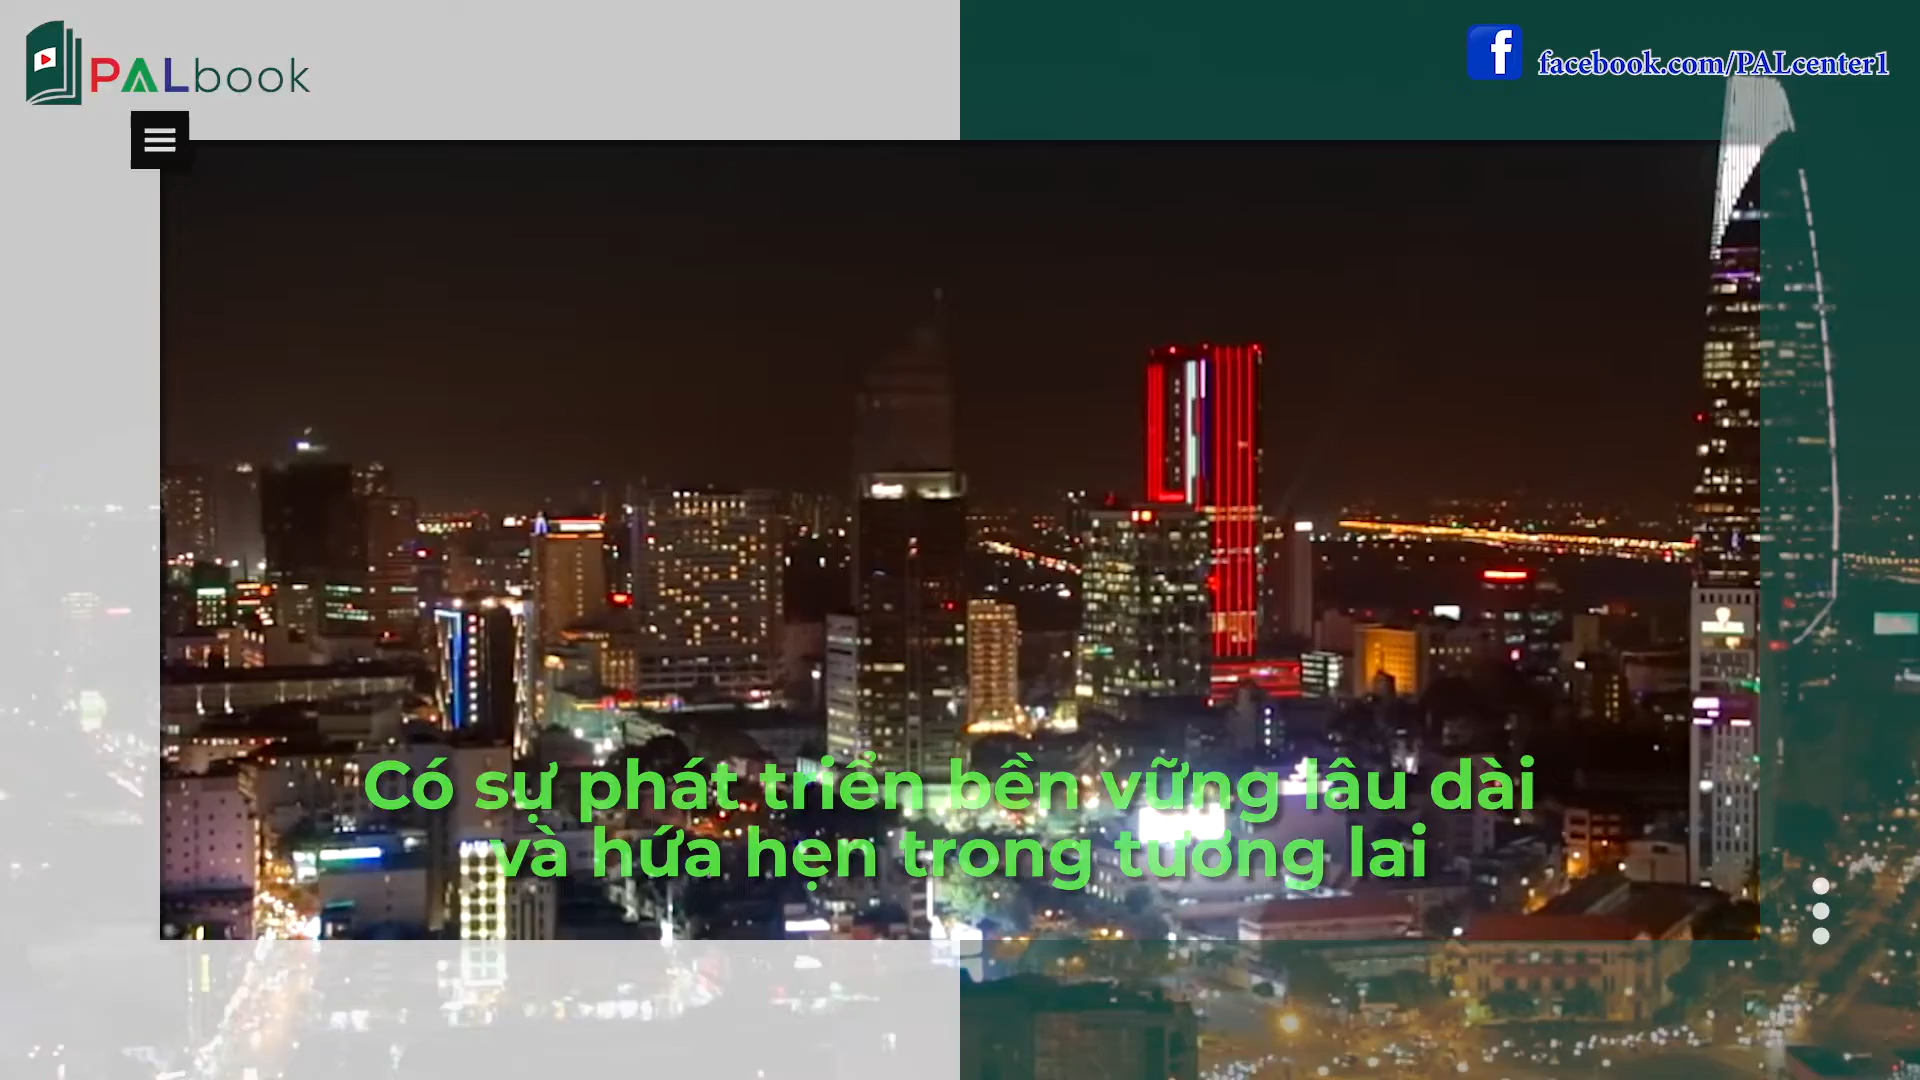 PALbook
facebook.com/PALcenter1
Có sự phát triển bền vững lâu dài
và hứa hẹn trong tương lai